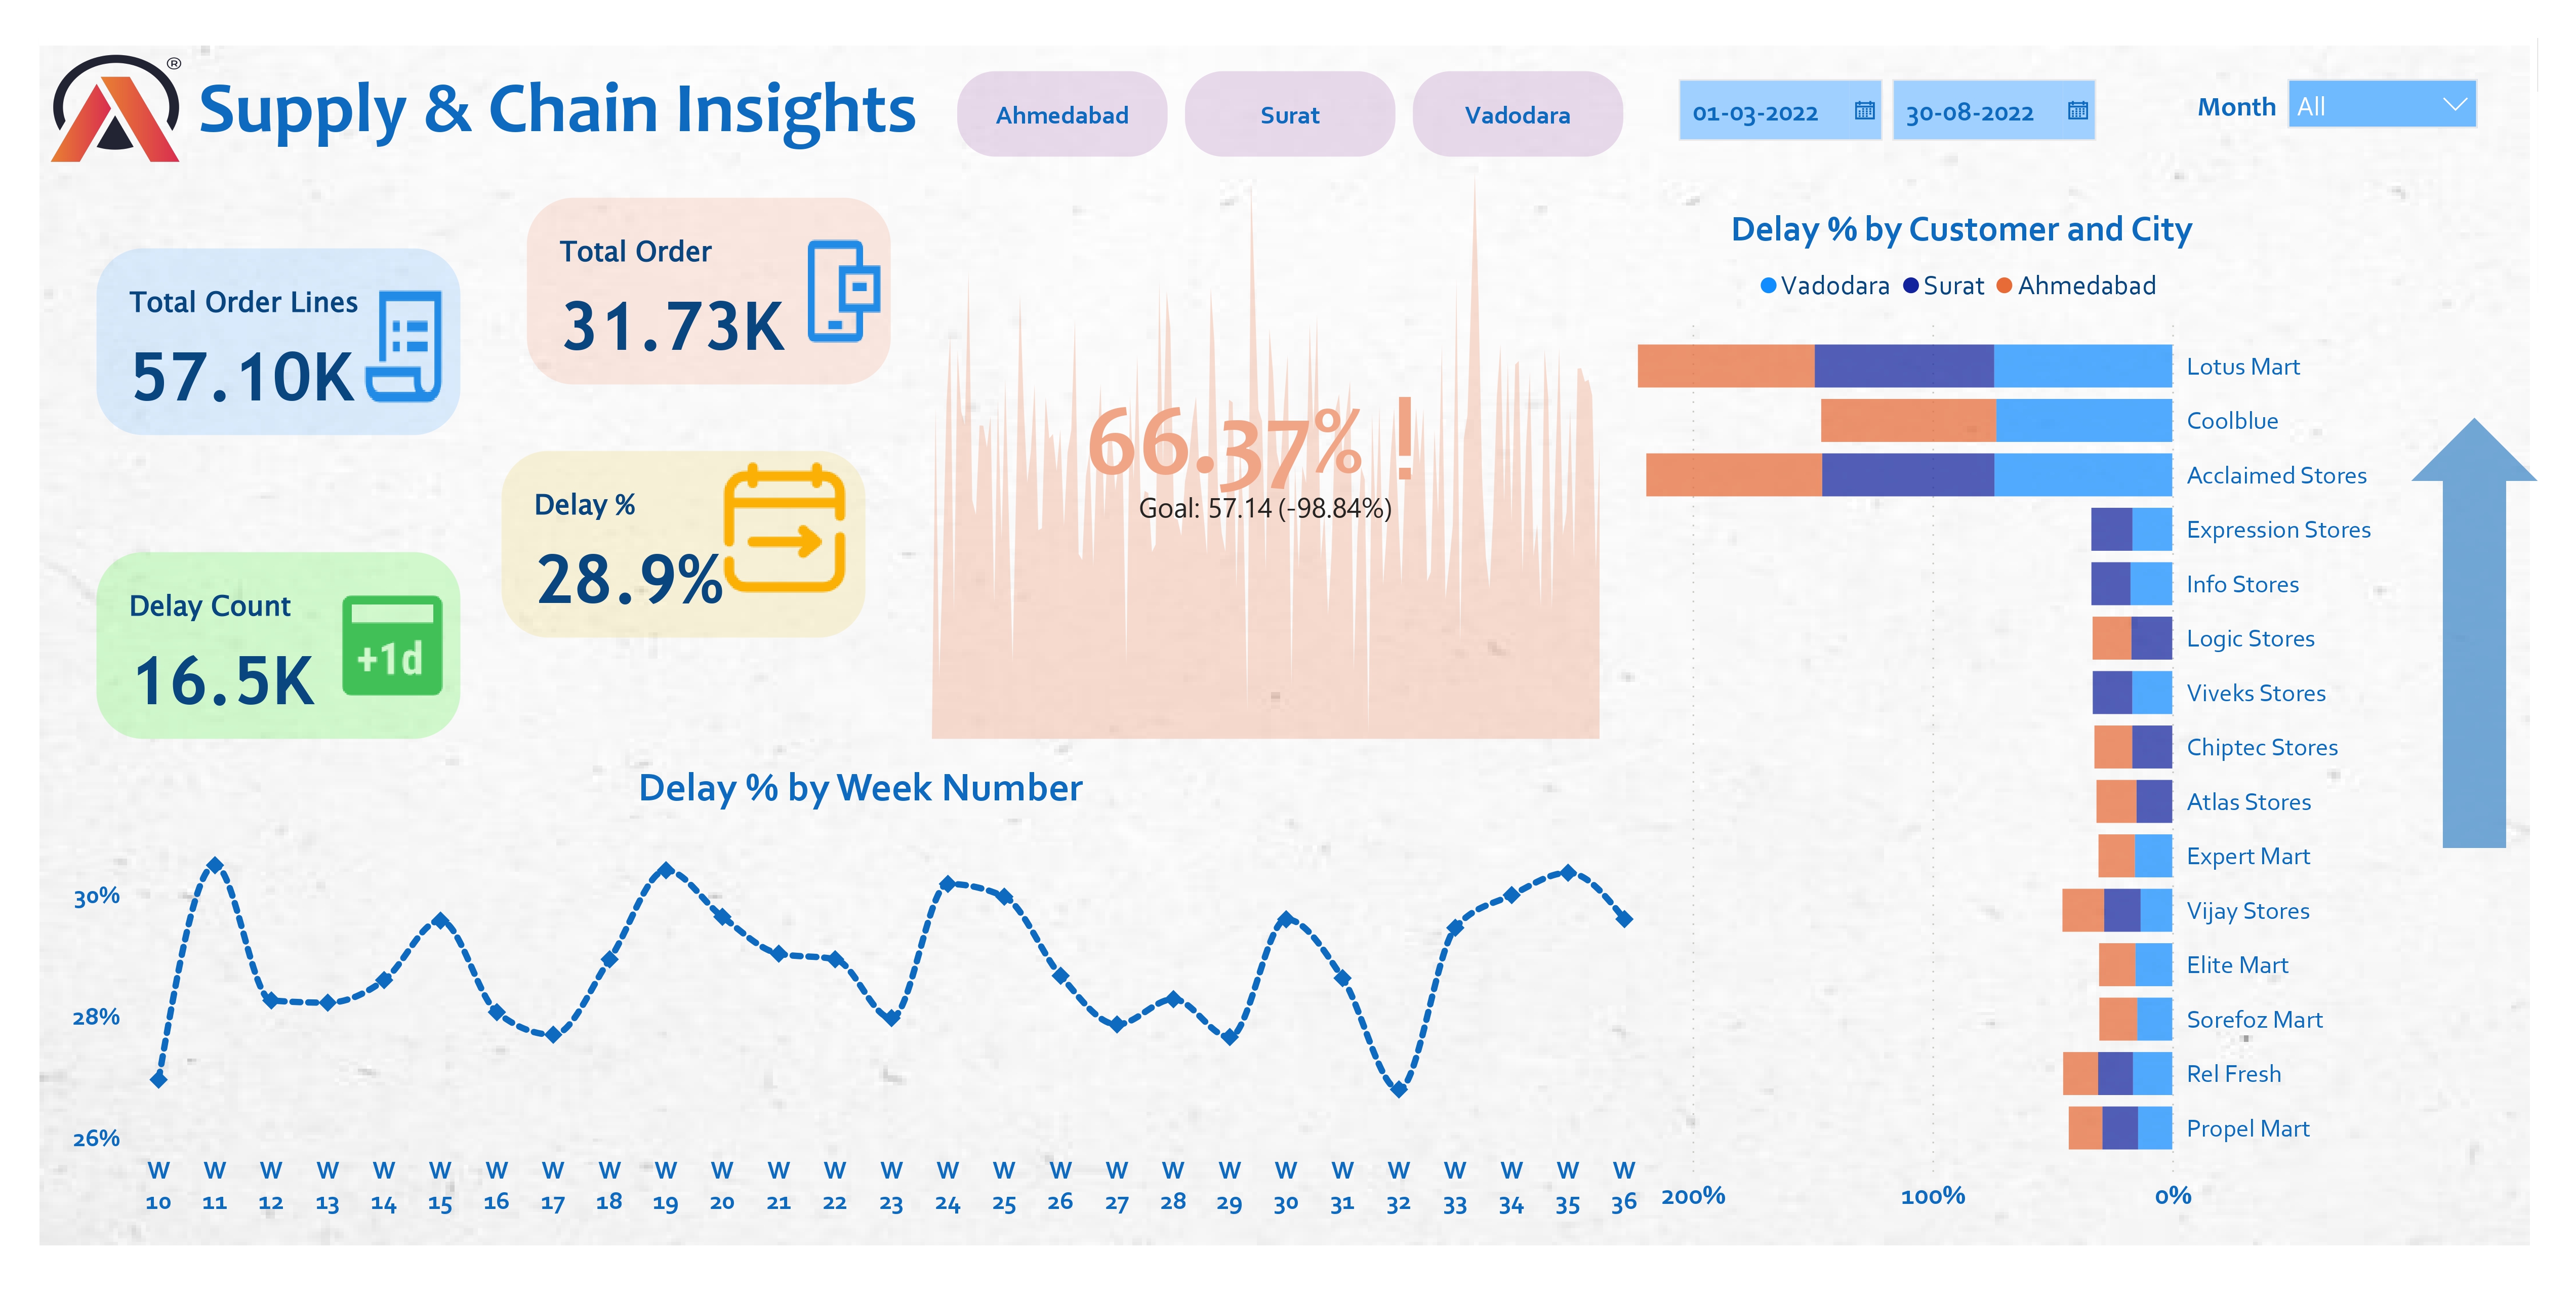 ®
Supply & Chain Insights
Ahmedabad
Surat
Vadodara
01-03-2022
30-08-2022
Month
All
Total Order Lines
57.10K
Total Order
31.73K
Delay Count
16.5K
+1d
Delay %
28.9%
66.37% !
Goal: 57.14 (-98.84%)
Delay % by Customer and City
Vadodara Surat Ahmedabad
Lotus Mart
Coolblue
Acclaimed Stores
Expression Stores
Info Stores
Logic Stores
Viveks Stores
Chiptec Stores
Atlas Stores
Expert Mart
Vijay Stores
Elite Mart
Sorefoz Mart
Rel Fresh
Propel Mart
200% 100% 0%
Delay % by Week Number
30%
28%
26%
W W W W W W W W W W W W W W W W W W W W W W W W W W W
10 11 12 13 14 15 16 17 18 19 20 21 22 23 24 25 26 27 28 29 30 31 32 33 34 35 36